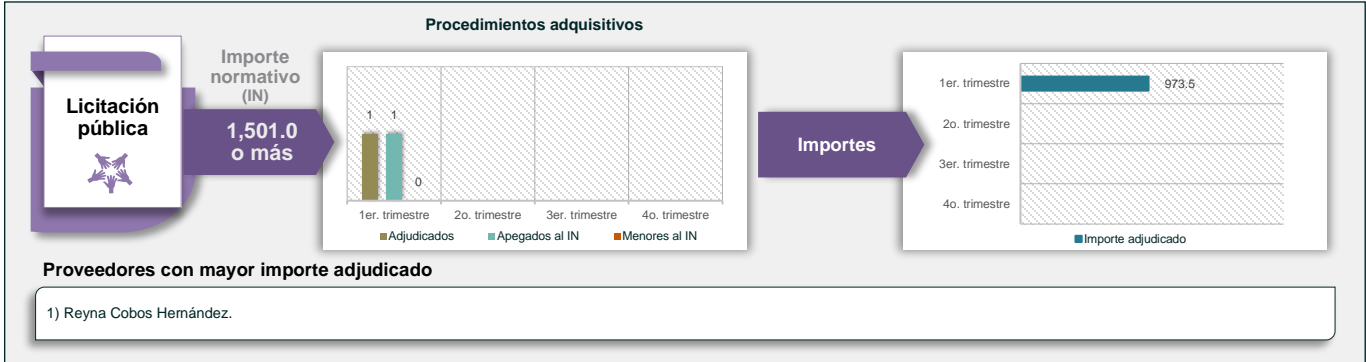 Procedimientos adquisitivos
Licitación
pública
Importe
normativo
(IN)
1,501.0
o más
1
1
0
1er. trimestre
2o. trimestre
3er. trimestre
4o. trimestre
Adjudicados
Apegados al IN
Menores al IN
Importes
1er. trimestre
973.5
2o. trimestre
3er. trimestre
4o. trimestre
Importe adjudicado
Proveedores con mayor importe adjudicado
1) Reyna Cobos Hernández.